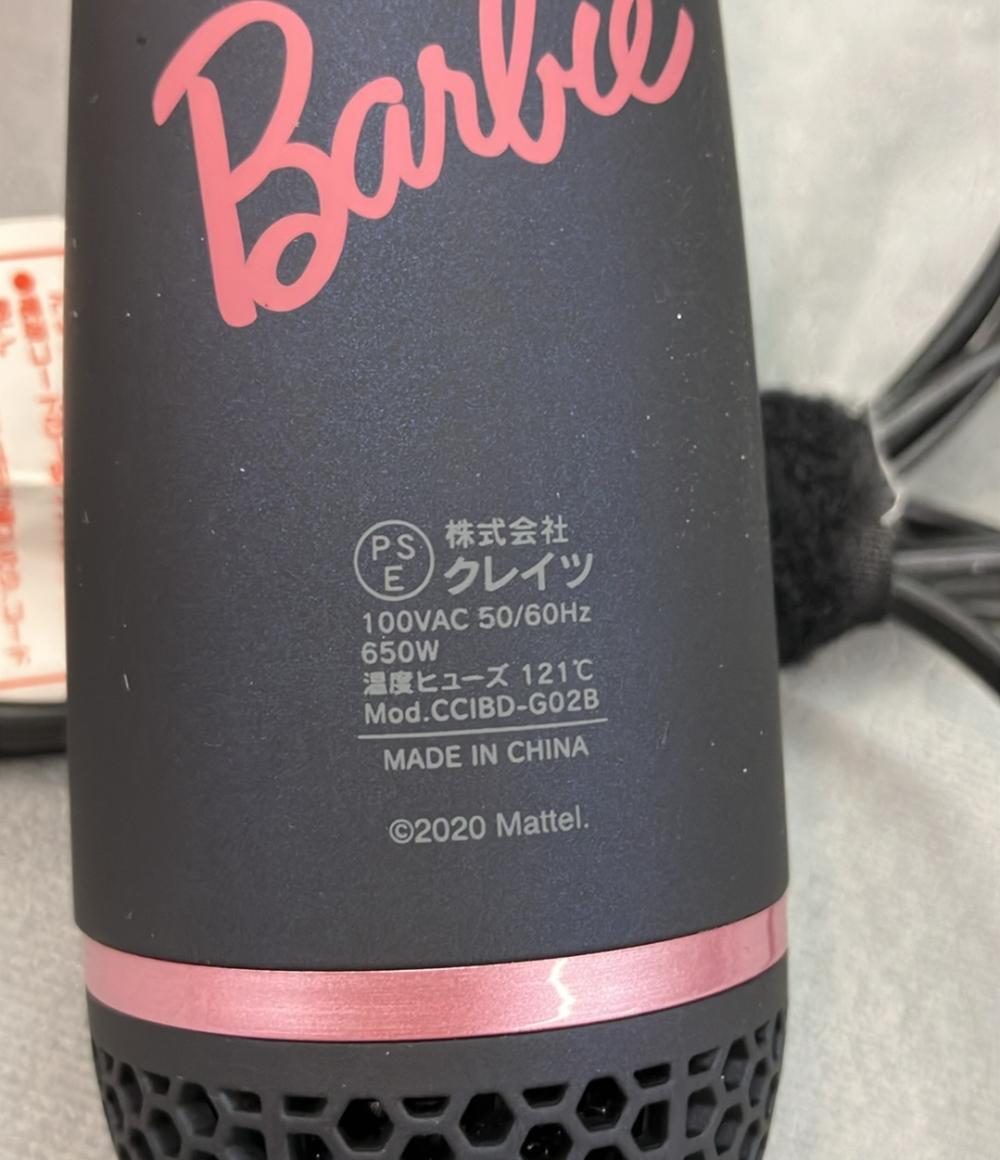 Barbie
PSE
株式会社
クレイツ
100VAC 50/60Hz
650W
温度ヒューズ 121℃
Mod.CCIBD-G02B
MADE IN CHINA
©2020 Mattel.